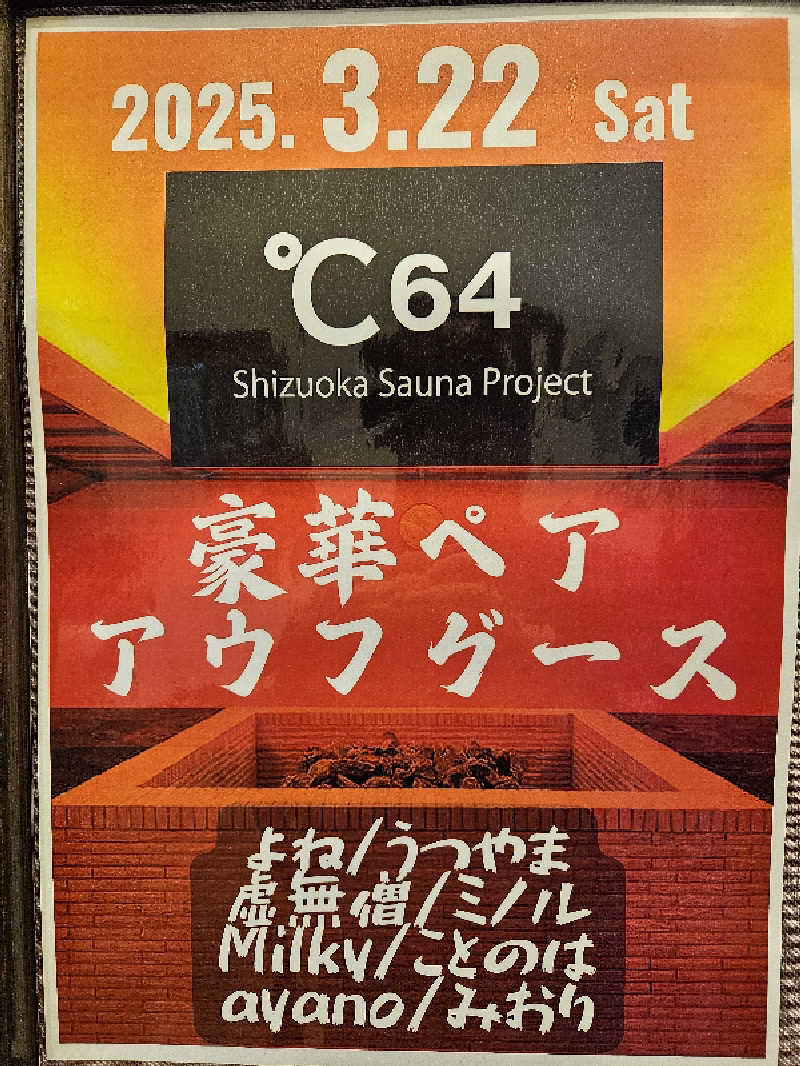 2025. 3.22 Sat
℃64
Shizuoka Sauna Project
豪華ペア
アウフグース
よね/うつやま
虚無僧/ミノル
Milky/ことのは
ayano/みおり